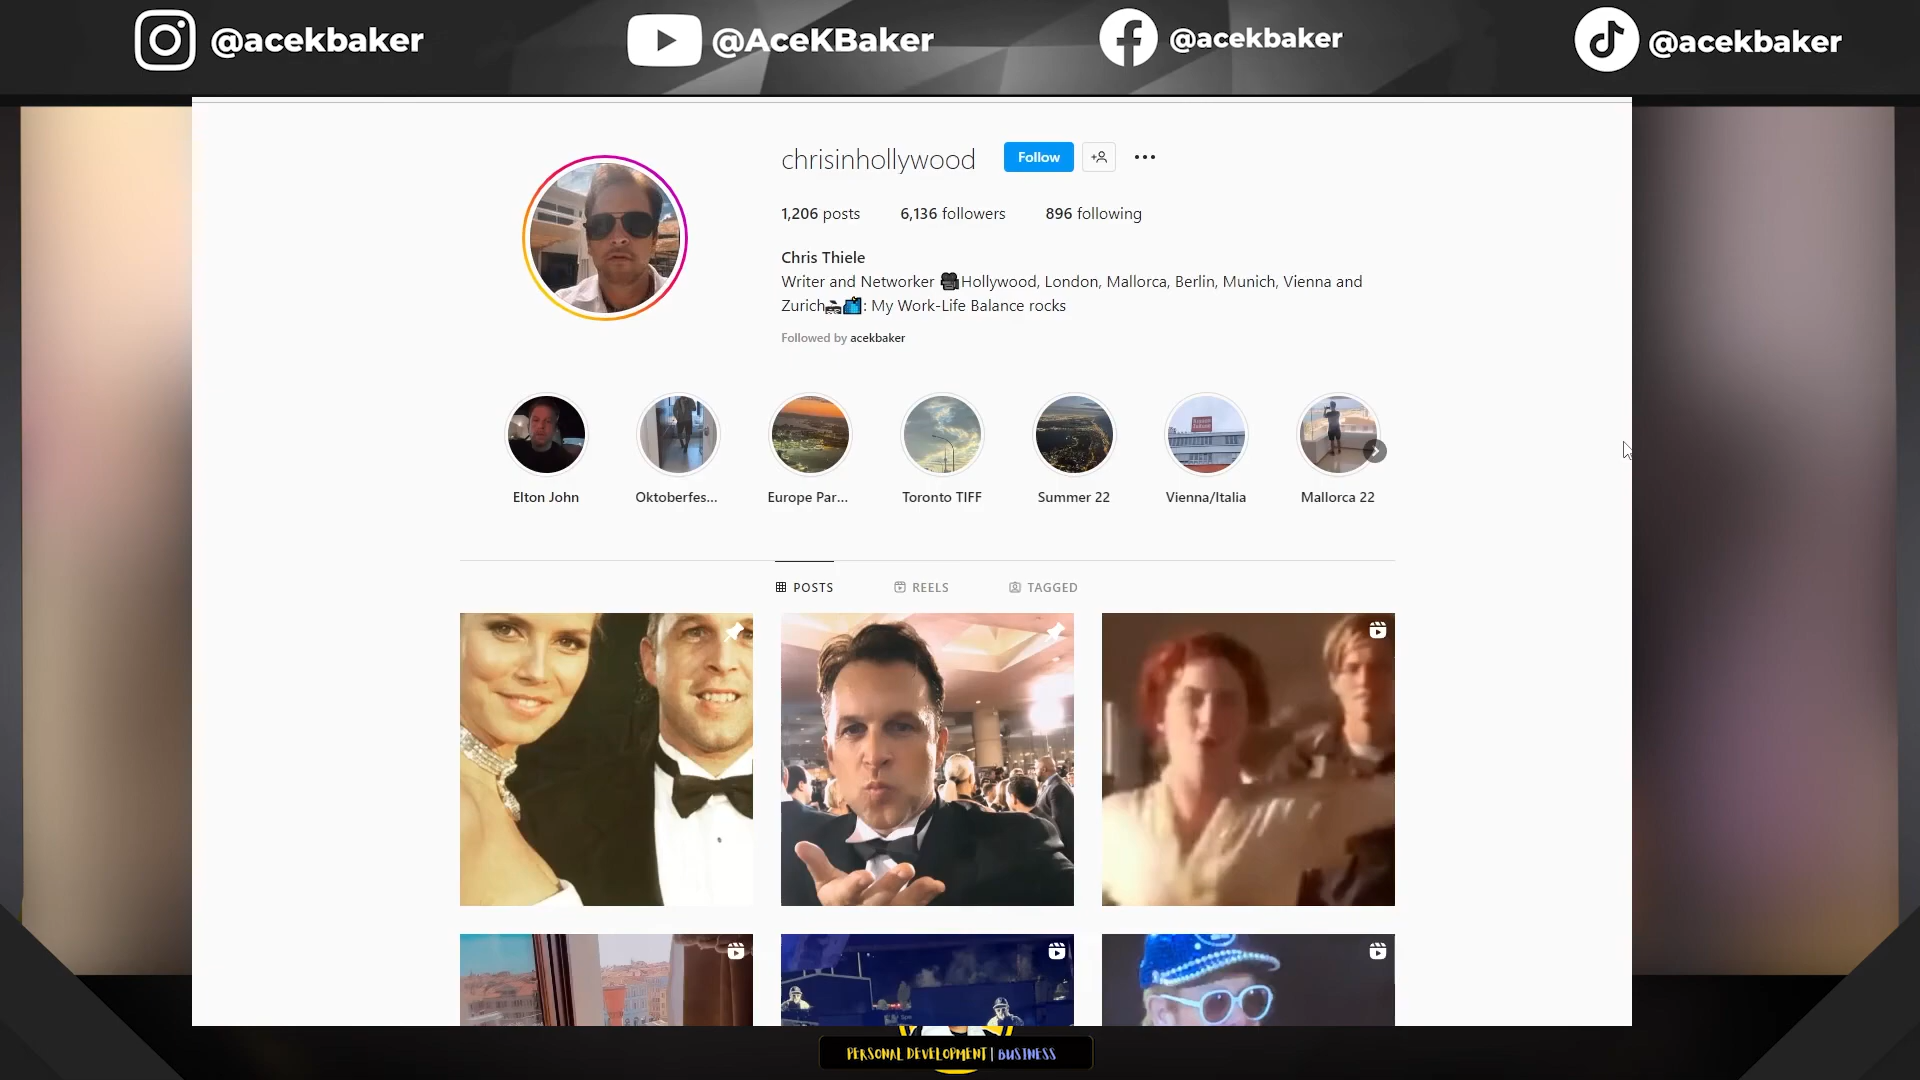 @acekbaker
@AceKBaker
@acekbaker
@acekbaker
chrisinhollywood
Follow
1,206 posts
6,136 followers
896 following
Chris Thiele
Writer and Networker 🎥Hollywood, London, Mallorca, Berlin, Munich, Vienna and
Zurich: My Work-Life Balance rocks
Followed by acekbaker
Elton John
Oktoberfes...
Europe Par...
Toronto TIFF
Summer 22
Vienna/Italia
Mallorca 22
POSTS
REELS
TAGGED
PERSONAL DEVELOPMENT | BUSINESS